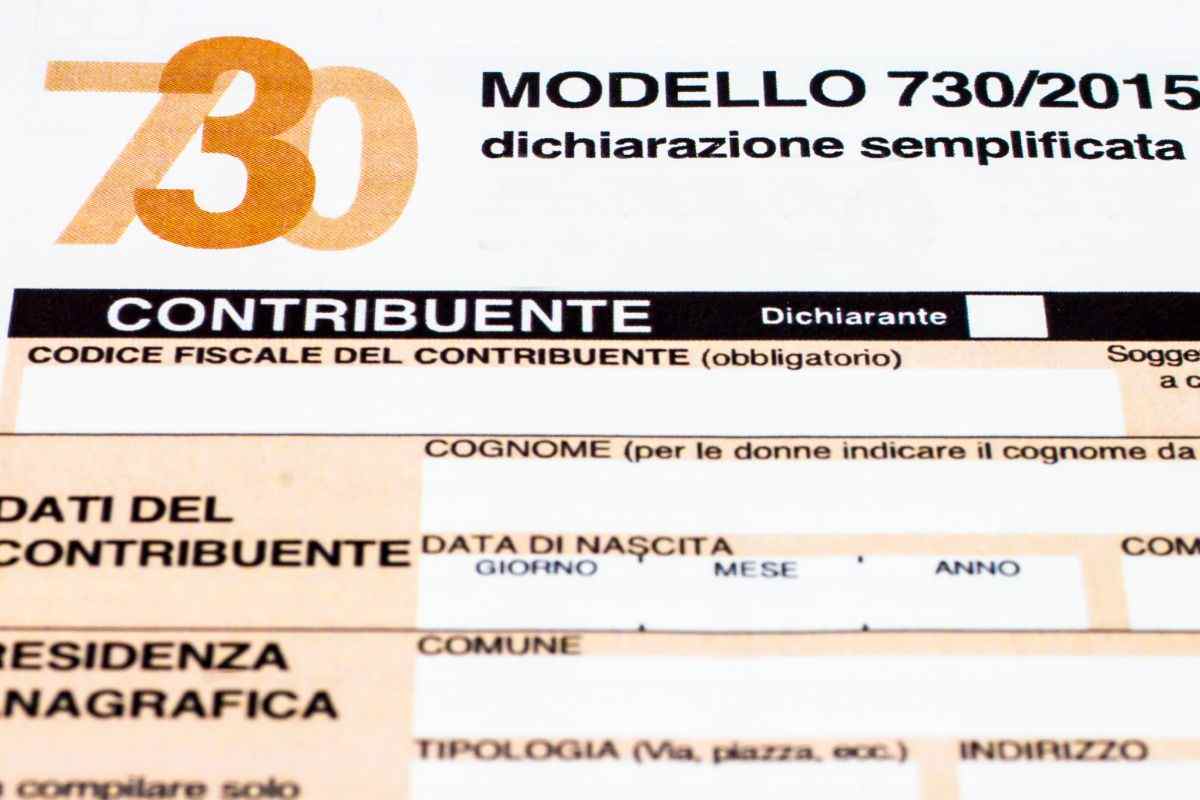 730
MODELLO 730/2015
dichiarazione semplificata
CONTRIBUENTE Dichiarante
CODICE FISCALE DEL CONTRIBUENTE (obbligatorio)
a
COGNOME (per le donne indicare il cognome da
DATI DEL
CONTRIBUENTE
DATA DI NASCITA
GIORNO MESE ANNO
RESIDENZA
ANAGRAFICA
COMUNE
TIPOLOGIA (Via, piazza, ecc.) INDIRIZZO
compilare solo